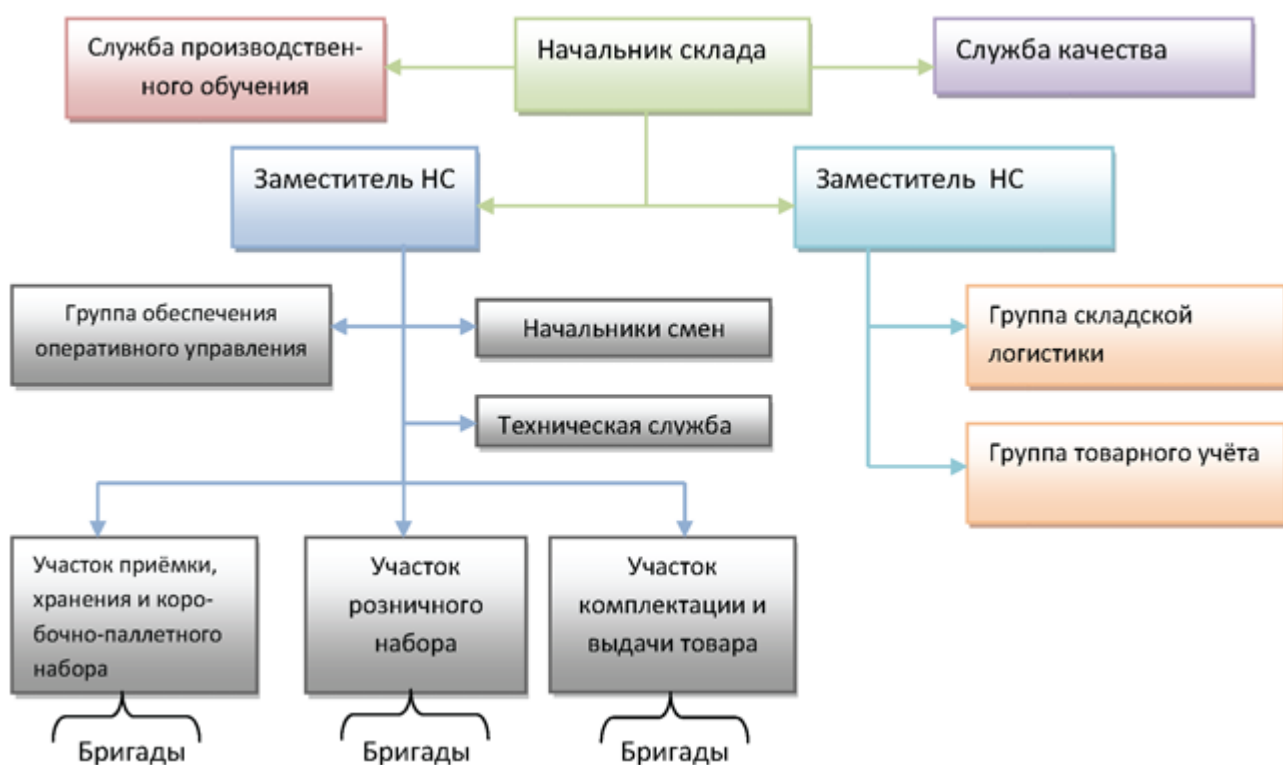 Служба производствен-
ного обучения
Начальник склада
Служба качества
Заместитель НС
Заместитель НС
Группа обеспечения
оперативного управления
Начальники смен
Группа складской
логистики
Техническая служба
Группа товарного учёта
Участок приёмки,
хранения и коро-
бочно-паллетного
набора
Участок
розничного
набора
Участок
комплектации и
выдачи товара
Бригады
Бригады
Бригады